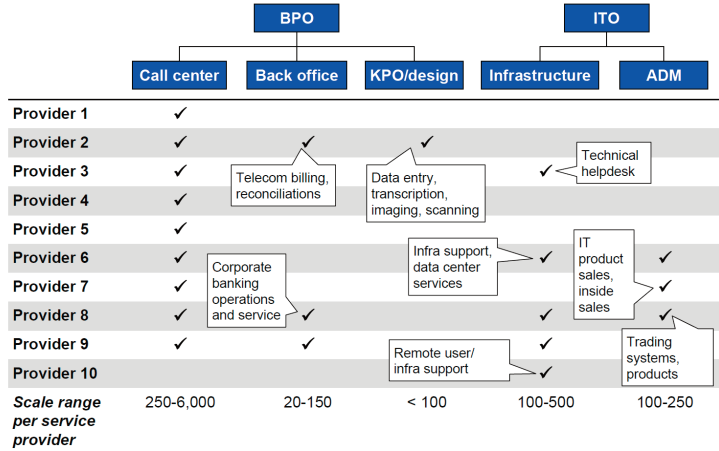 BPO
ITO
Call center
Back office
KPO/design
Infrastructure
ADM
Provider 1
✓
Provider 2
✓
✓
✓
Telecom billing,
reconciliations
Data entry,
transcription,
imaging, scanning
Provider 3
✓
✓
Technical
helpdesk
Provider 4
✓
Provider 5
✓
Provider 6
✓
✓
✓
Infra support,
data center
services
Provider 7
✓
✓
IT
product
sales,
inside
sales
Provider 8
✓
✓
✓
✓
Corporate
banking
operations
and service
Trading
systems,
products
Provider 9
✓
✓
✓
Provider 10
✓
Remote user/
infra support
Scale range
per service
provider
250-6,000
20-150
< 100
100-500
100-250